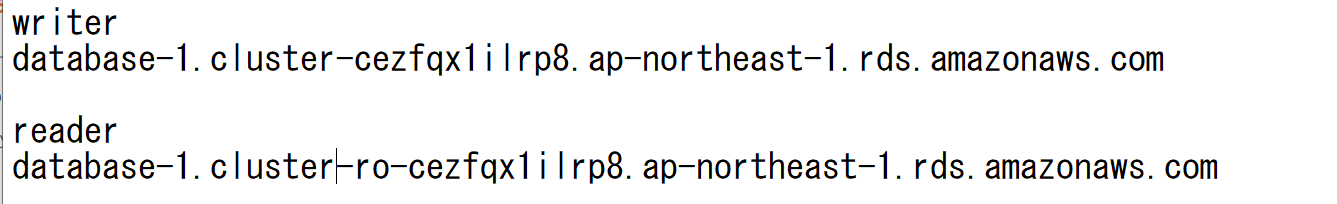 writer
database-1.cluster-cezfqx1ilrp8.ap-northeast-1.rds.amazonaws.com
reader
database-1.cluster-ro-cezfqx1ilrp8.ap-northeast-1.rds.amazonaws.com